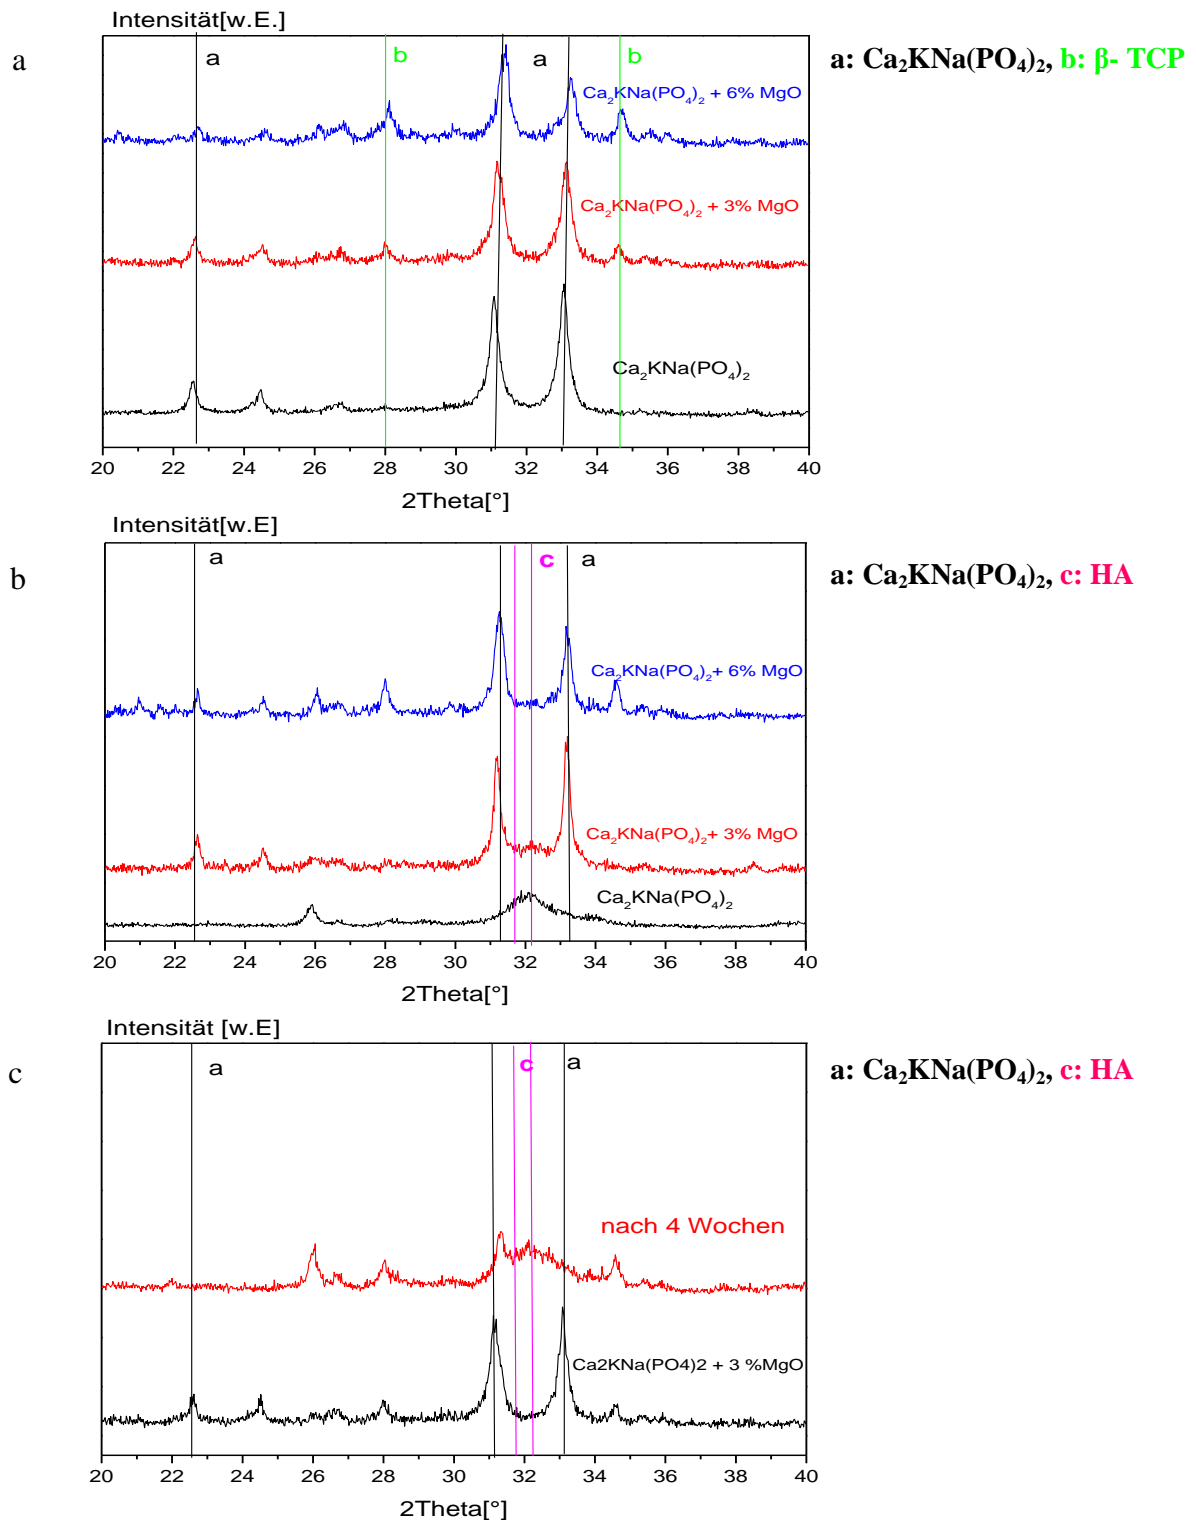 Intensität[w.E.]
a
a
b
a
b
a: Ca₂KNa(PO₄)₂, b: β- TCP
Ca₂KNa(PO₄)₂ + 6% MgO
Ca₂KNa(PO₄)₂ + 3% MgO
Ca₂KNa(PO₄)₂
20 22 24 26 28 30 32 34 36 38 40
2Theta[°]
Intensität[w.E]
b
a
c
a
a: Ca₂KNa(PO₄)₂, c: HA
Ca₂KNa(PO₄)₂+ 6% MgO
Ca₂KNa(PO₄)₂+ 3% MgO
Ca₂KNa(PO₄)₂
20 22 24 26 28 30 32 34 36 38 40
2Theta[°]
Intensität [w.E]
c
a
c
a
a: Ca₂KNa(PO₄)₂, c: HA
nach 4 Wochen
Ca2KNa(PO4)2 + 3 %MgO
20 22 24 26 28 30 32 34 36 38 40
2Theta[°]